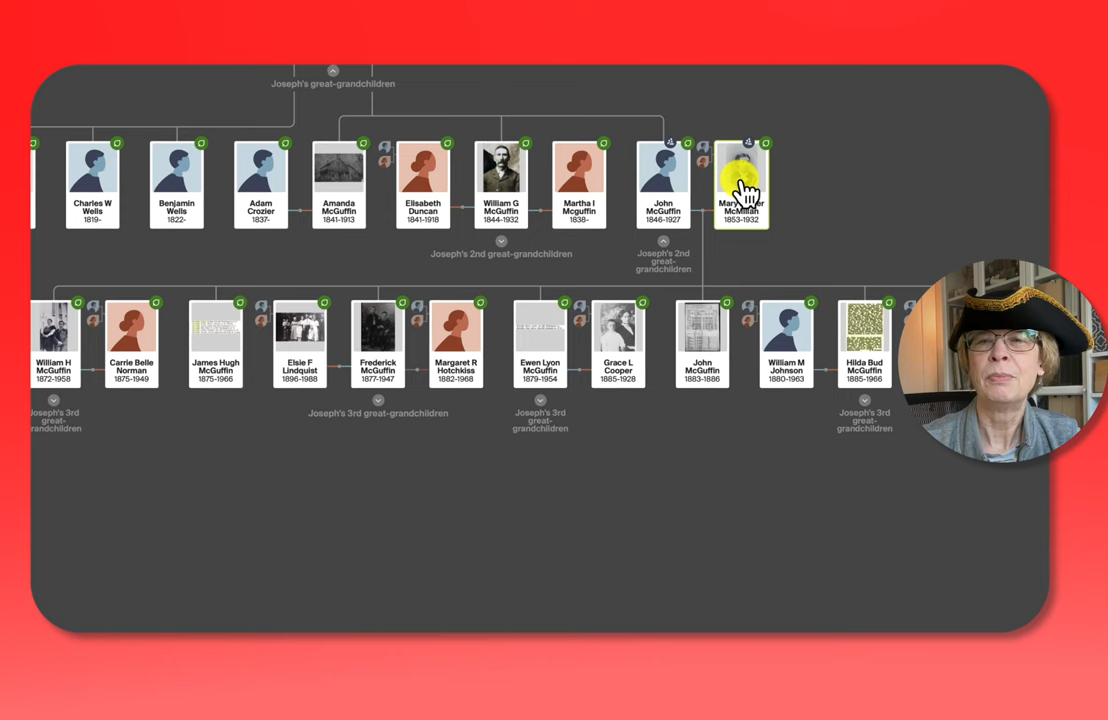 Joseph's great-grandchildren
Charles W
Wells
1819-
Benjamin
Wells
1822-
Adam
Crozier
1837-
Amanda
McGuffin
1841-1913
Elisabeth
Duncan
1841-1918
William G
McGuffin
1844-1932
Martha I
Mcguffin
1838-
John
McGuffin
1846-1927
McMillan
1853-1932
Joseph's 2nd great-grandchildren
Joseph's 2nd
great-
grandchildren
William H
McGuffin
1872-1958
Carrie Belle
Norman
1875-1949
James Hugh
McGuffin
1875-1966
Elsie F
Lindquist
1896-1988
Frederick
McGuffin
1877-1947
Margaret R
Hotchkiss
1882-1968
Ewen Lyon
McGuffin
1879-1954
Grace L
Cooper
1885-1928
John
McGuffin
1883-1886
William M
Johnson
1880-1963
Hilda Bud
McGuffin
1885-1966
Joseph's 3rd
great-
randchildren
Joseph's 3rd great-grandchildren
Joseph's 3rd
great-
grandchildren
Joseph's 3rd
great-
grandchildren